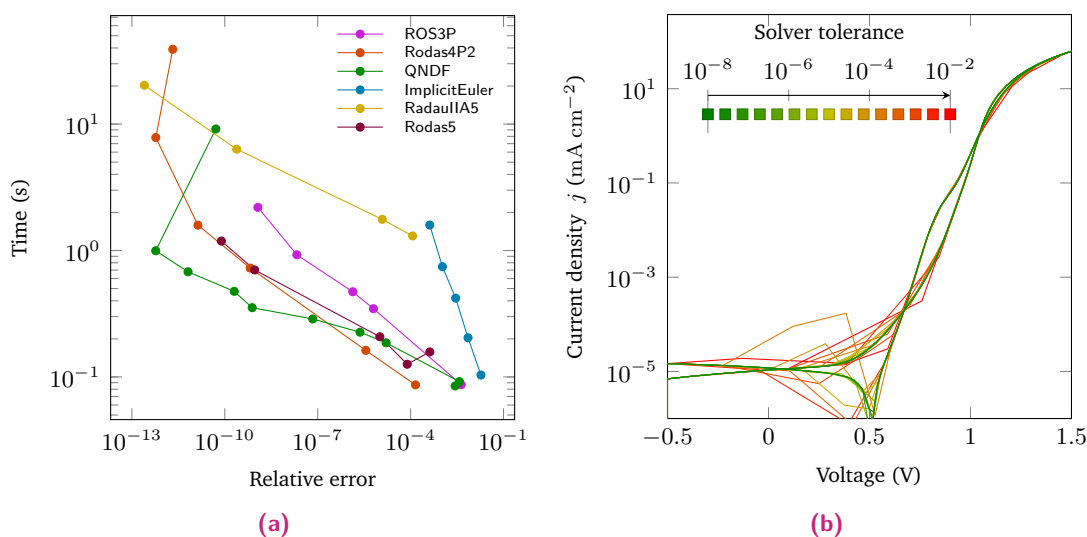 ROS3P
Rodas4P2
QNDF
ImplicitEuler
RadauIIA5
Rodas5
10^1
10^0
10^−1
Time (s)
10^−13
10^−10
10^−7
10^−4
10^−1
Relative error
(a)
Solver tolerance
10^−8
10^−6
10^−4
10^−2
10^1
10^−1
10^−3
10^−5
Current density j (mA cm^−2)
−0.5
0
0.5
1
1.5
Voltage (V)
(b)